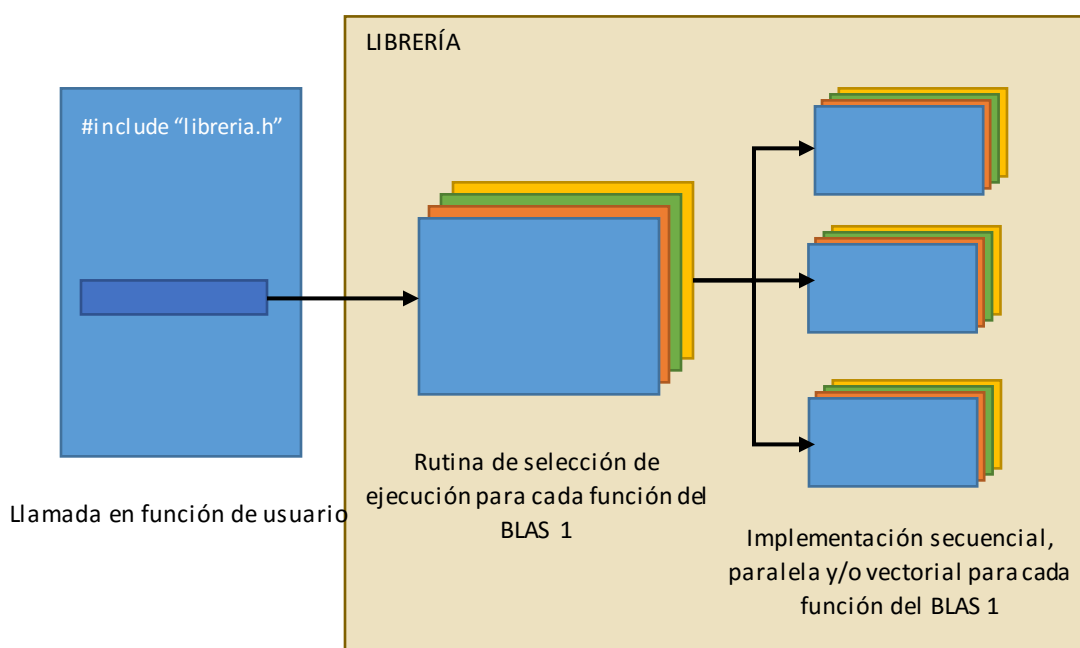 LIBRERÍA
#include “libreria.h”
Llamada en función de usuario
Rutina de selección de
ejecución para cada función del
BLAS 1
Implementación secuencial,
paralela y/o vectorial para cada
función del BLAS 1